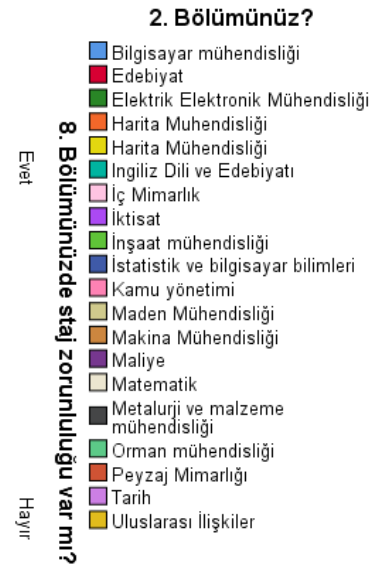 2. Bölümünüz?
Bilgisayar mühendisliği
Edebiyat
Elektrik Elektronik Mühendisliği
Harita Muhendisliği
Harita Mühendisliği
Ingiliz Dili ve Edebiyatı
İç Mimarlık
İktisat
İnşaat mühendisliği
İstatistik ve bilgisayar bilimleri
Kamu yönetimi
Maden Mühendisliği
Makina Mühendisliği
Maliye
Matematik
Metalurji ve malzeme
mühendisliği
Orman mühendisliği
Peyzaj Mimarlığı
Tarih
Uluslarası İlişkiler
8. Bölümünüzde staj zorunluluğu var mı?
Evet
Hayır